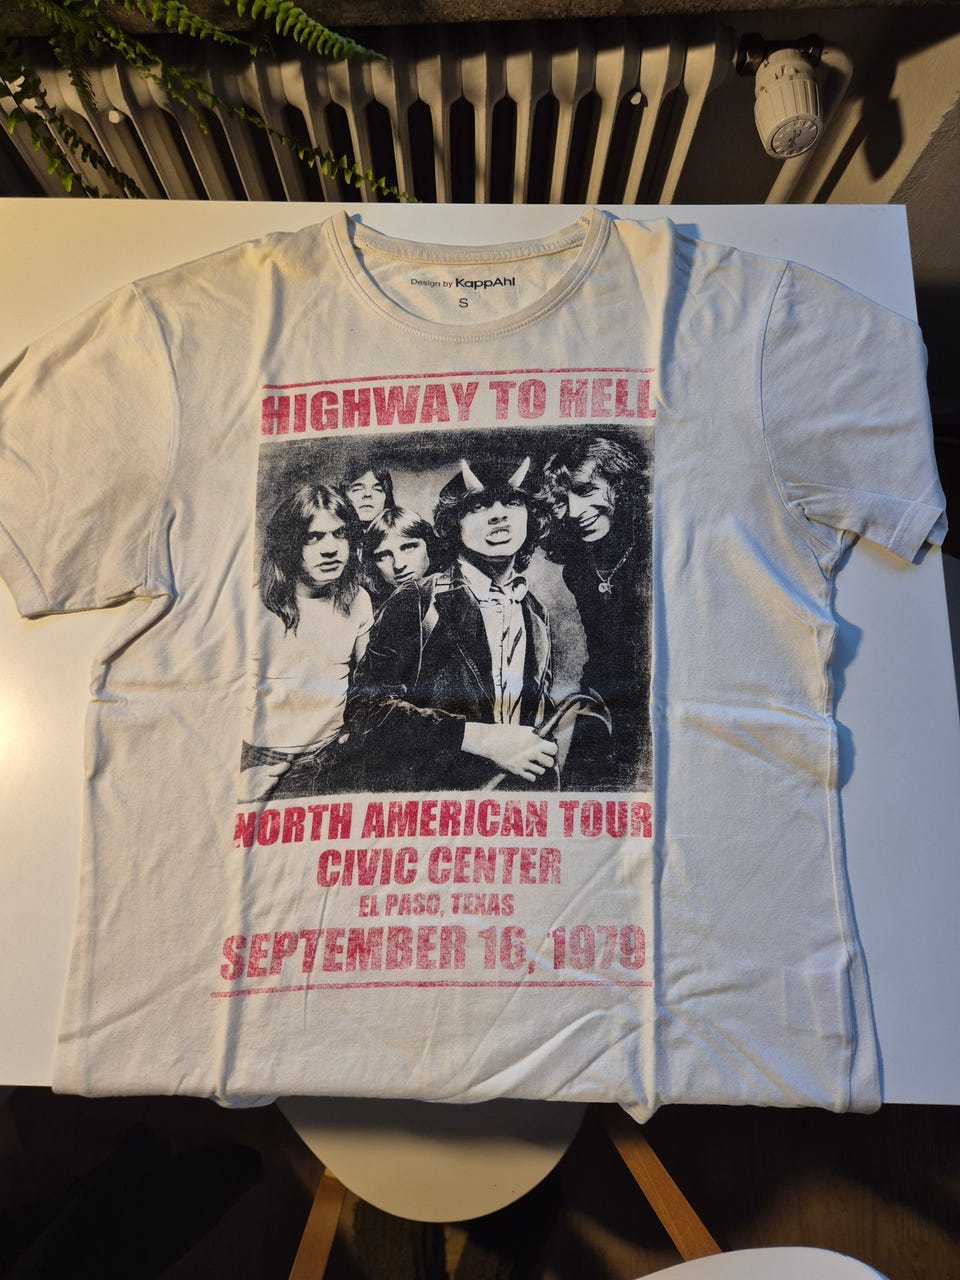 Design by KappAhl
S
HIGHWAY TO HELL
NORTH AMERICAN TOUR
CIVIC CENTER
EL PASO, TEXAS
SEPTEMBER 16, 1979